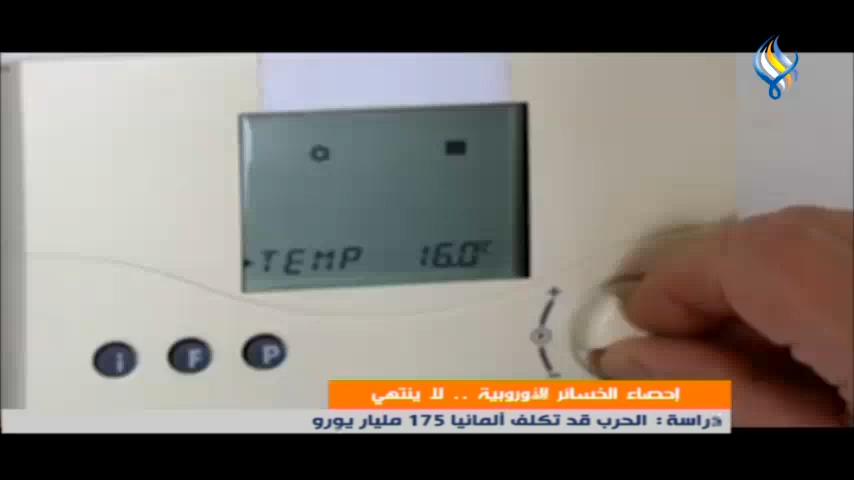 TEMP 16.0°C
i F P
إحصاء الخسائر الأوروبية .. لا ينتهي
دراسة: الحرب قد تكلف ألمانيا 175 مليار يورو